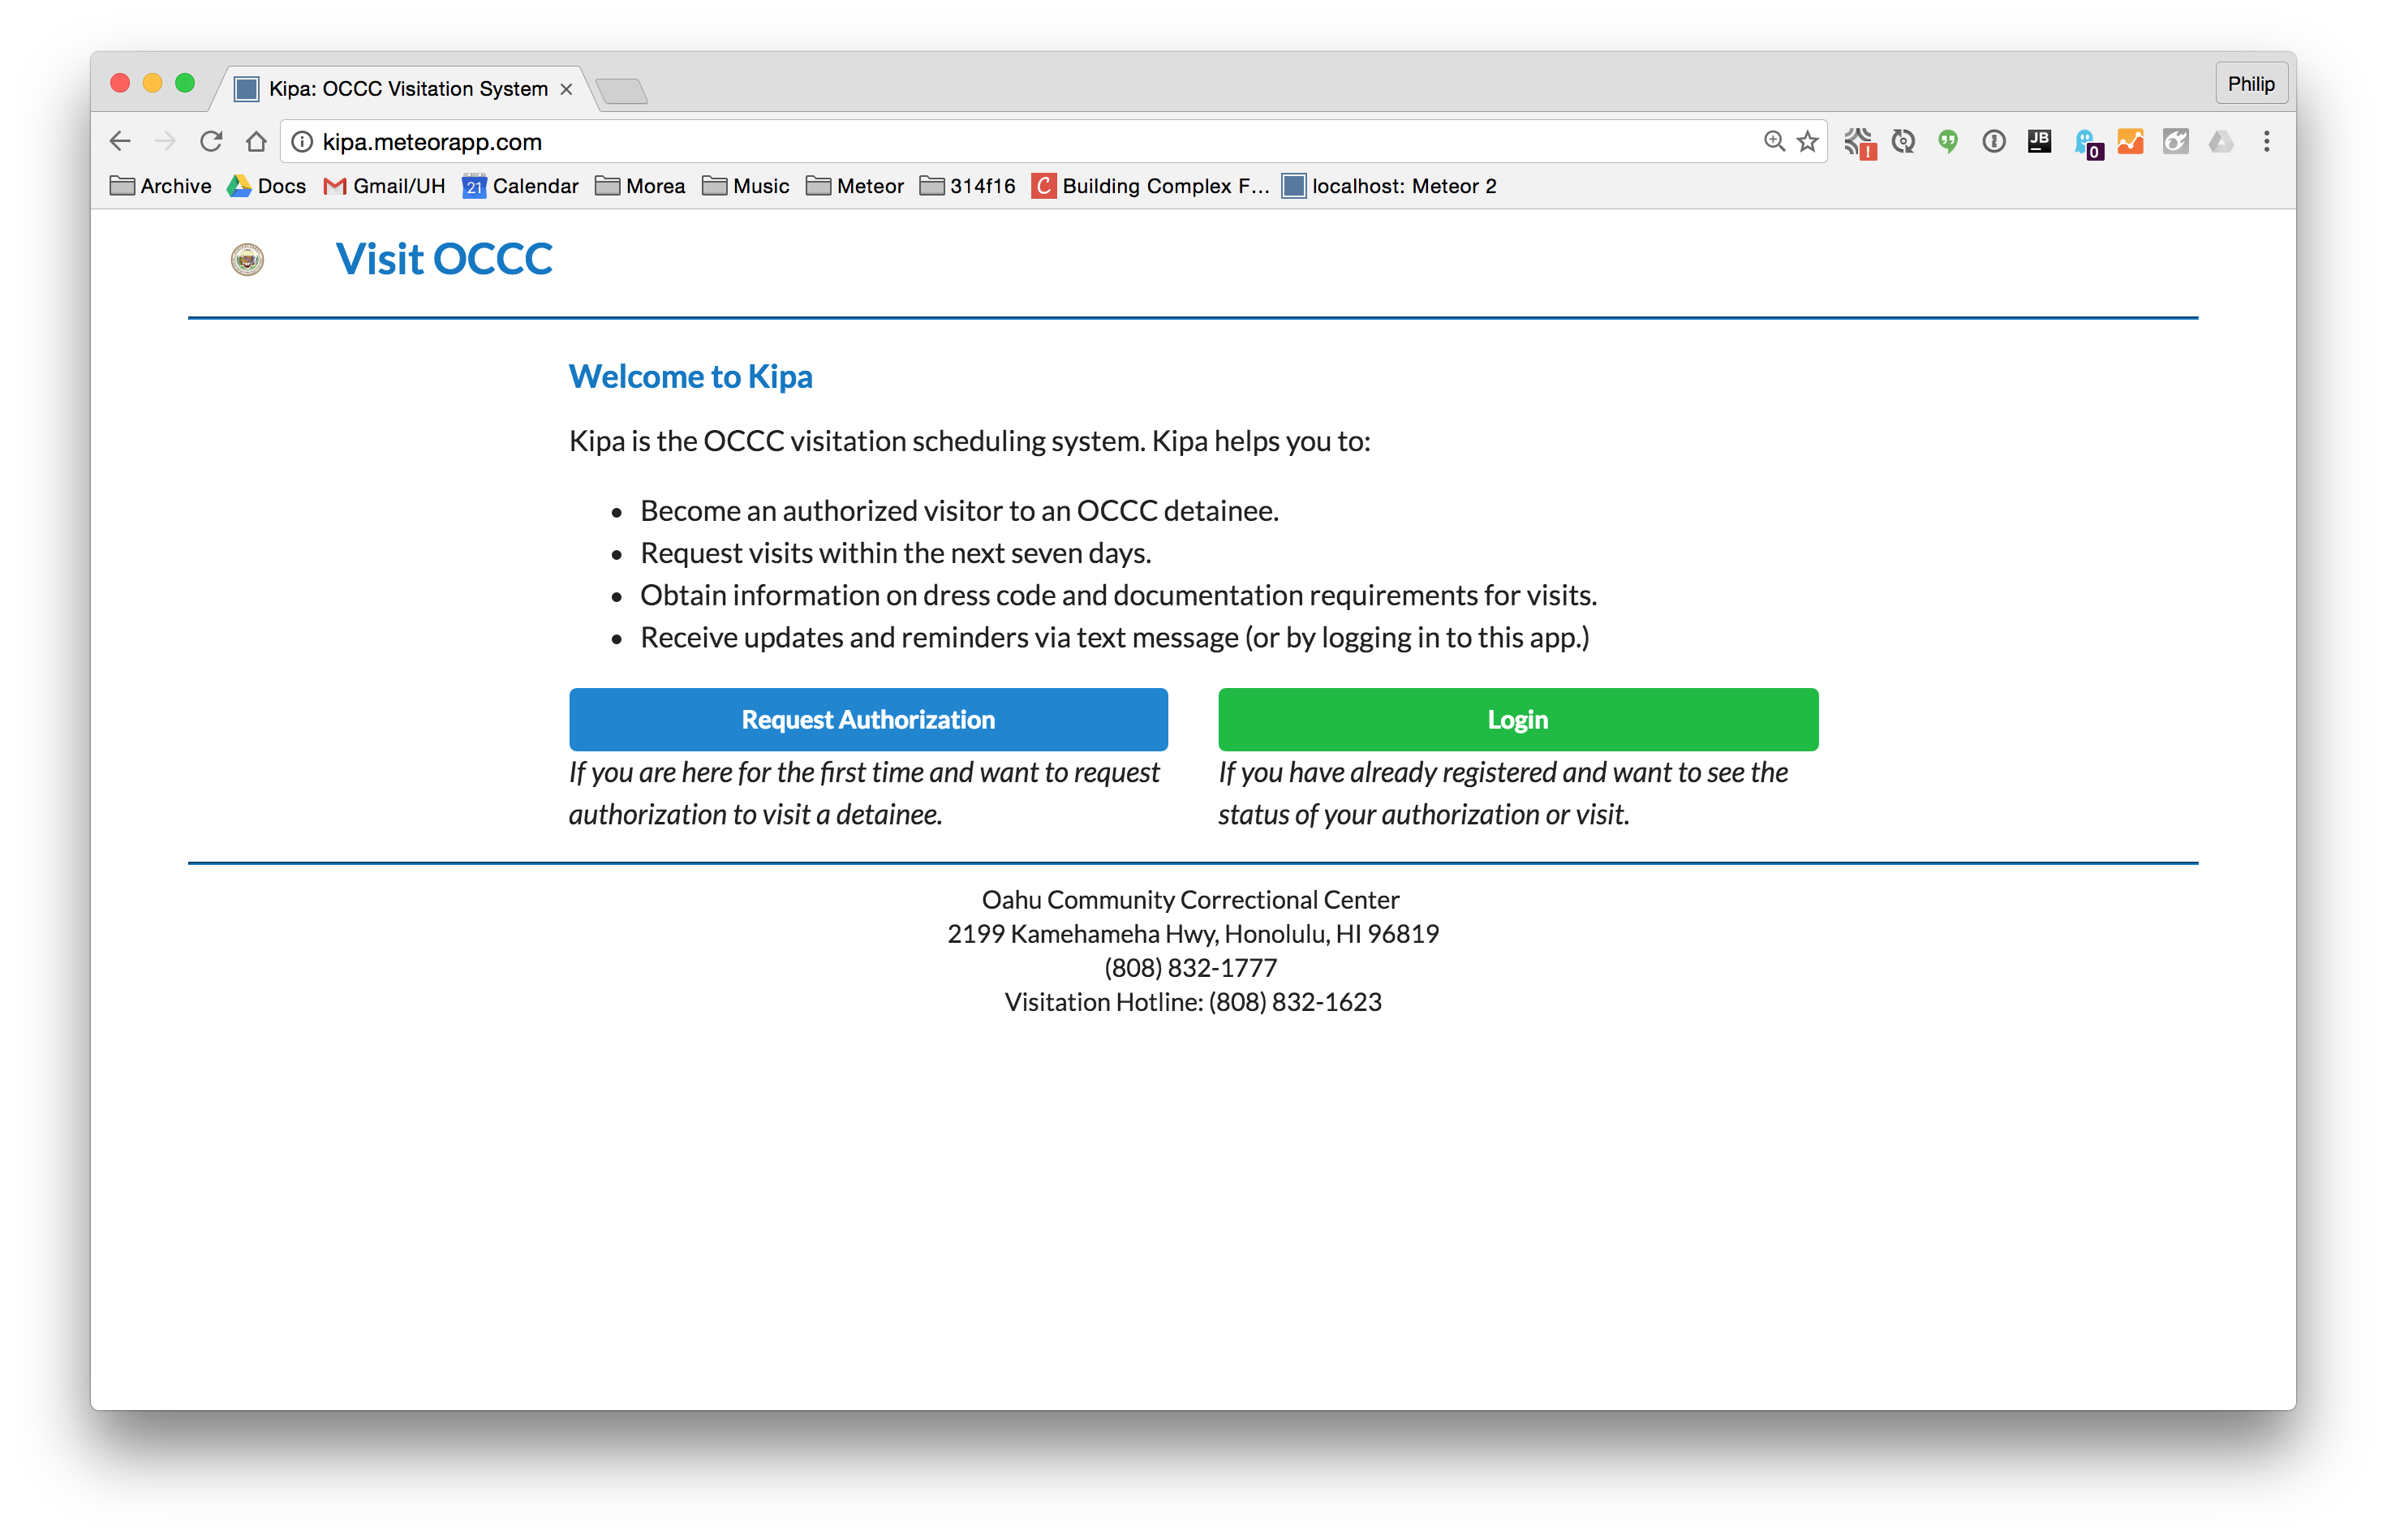 Kipa: OCCC Visitation System
Philip
kipa.meteorapp.com
JB
0
Archive Docs Gmail/UH 21 Calendar Morea Music Meteor 314f16 C Building Complex F... localhost: Meteor 2
Visit OCCC
Welcome to Kipa
Kipa is the OCCC visitation scheduling system. Kipa helps you to:
• Become an authorized visitor to an OCCC detainee.
• Request visits within the next seven days.
• Obtain information on dress code and documentation requirements for visits.
• Receive updates and reminders via text message (or by logging in to this app.)
Request Authorization
If you are here for the first time and want to request
authorization to visit a detainee.
Login
If you have already registered and want to see the
status of your authorization or visit.
Oahu Community Correctional Center
2199 Kamehameha Hwy, Honolulu, HI 96819
(808) 832-1777
Visitation Hotline: (808) 832-1623